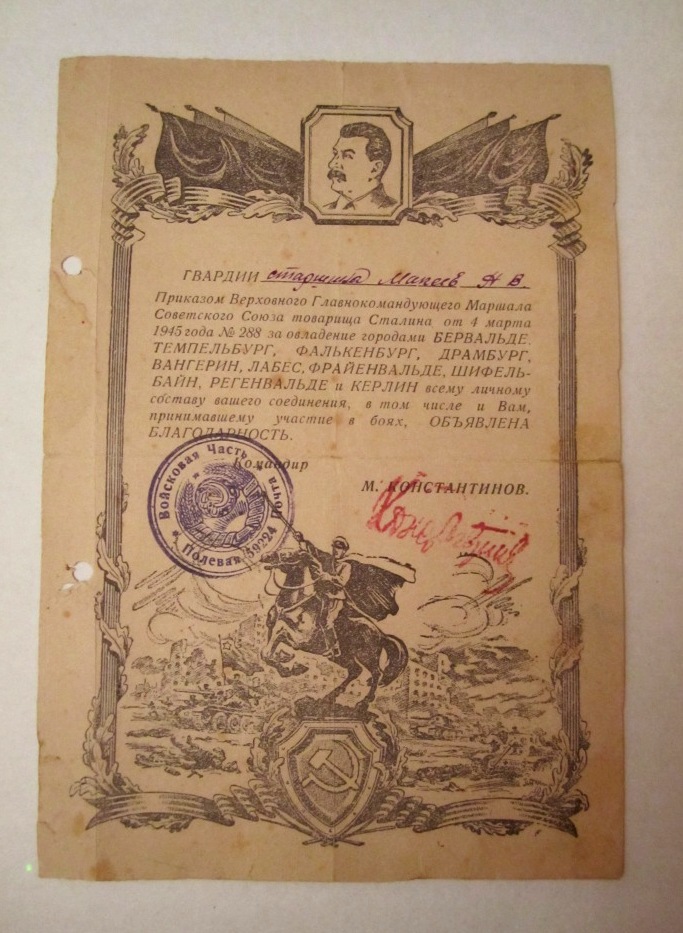 ГВАРДИИ старшина Макеев Н В.
Приказом Верховного Главнокомандующего Маршала
Советского Союза товарища Сталина от 4 марта
1945 года № 288 за овладение городами БЕРВАЛЬДЕ,
ТЕМПЕЛЬБУРГ, ФАЛЬКЕНБУРГ, ДРАМБУРГ,
ВАНГЕРИН, ЛАБЕС, ФРАЙЕНВАЛЬДЕ, ШИФЕЛЬ-
БАЙН, РЕГЕНВАЛЬДЕ и КЕРЛИН всему личному
составу вашего соединения, в том числе и Вам,
принимавшему участие в боях, ОБЪЯВЛЕНА
БЛАГОДАРНОСТЬ.
Командир
М. КОНСТАНТИНОВ.
Войсковая Часть
Полевая Почта 59224